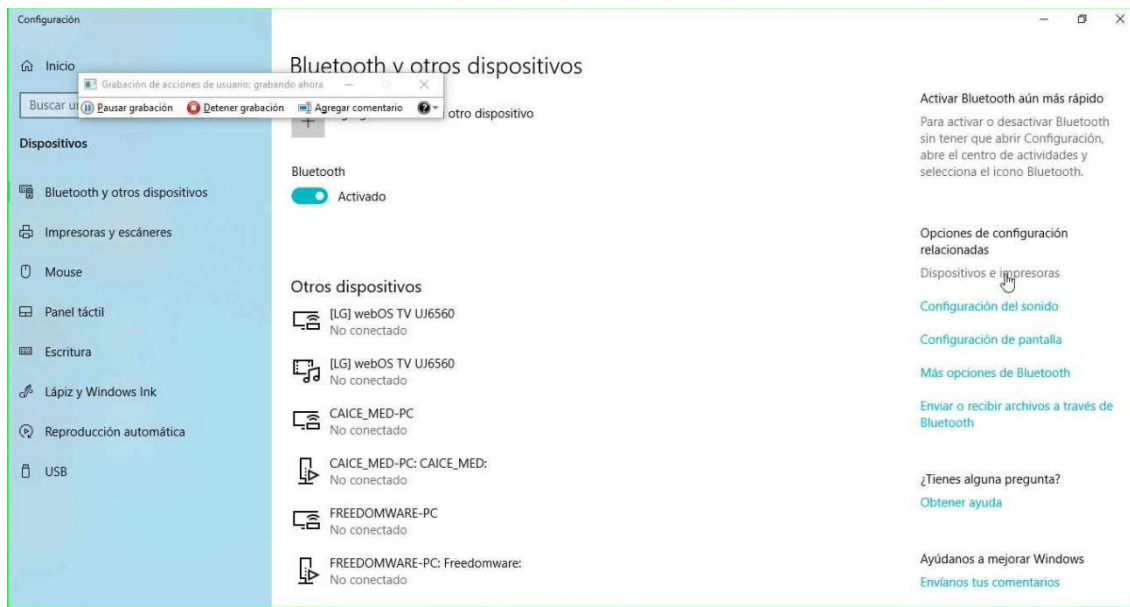 Configuración
Inicio
Buscar u
Grabación de acciones de usuario: grabando ahora
Pausar grabación Detener grabación Agregar comentario
Dispositivos
Bluetooth y otros dispositivos
Impresoras y escáneres
Mouse
Panel táctil
Escritura
Lápiz y Windows Ink
Reproducción automática
USB
Bluetooth y otros dispositivos
otro dispositivo
Bluetooth
Activado
Otros dispositivos
[LG] webOS TV UJ6560
No conectado
[LG] webOS TV UJ6560
No conectado
CAICE_MED-PC
No conectado
CAICE_MED-PC: CAICE_MED:
No conectado
FREEDOMWARE-PC
No conectado
FREEDOMWARE-PC: Freedomware:
No conectado
Activar Bluetooth aún más rápido
Para activar o desactivar Bluetooth
sin tener que abrir Configuración,
abre el centro de actividades y
selecciona el icono Bluetooth.
Opciones de configuración
relacionadas
Dispositivos e impresoras
Configuración del sonido
Configuración de pantalla
Más opciones de Bluetooth
Enviar o recibir archivos a través de
Bluetooth
¿Tienes alguna pregunta?
Obtener ayuda
Ayúdanos a mejorar Windows
Envíanos tus comentarios